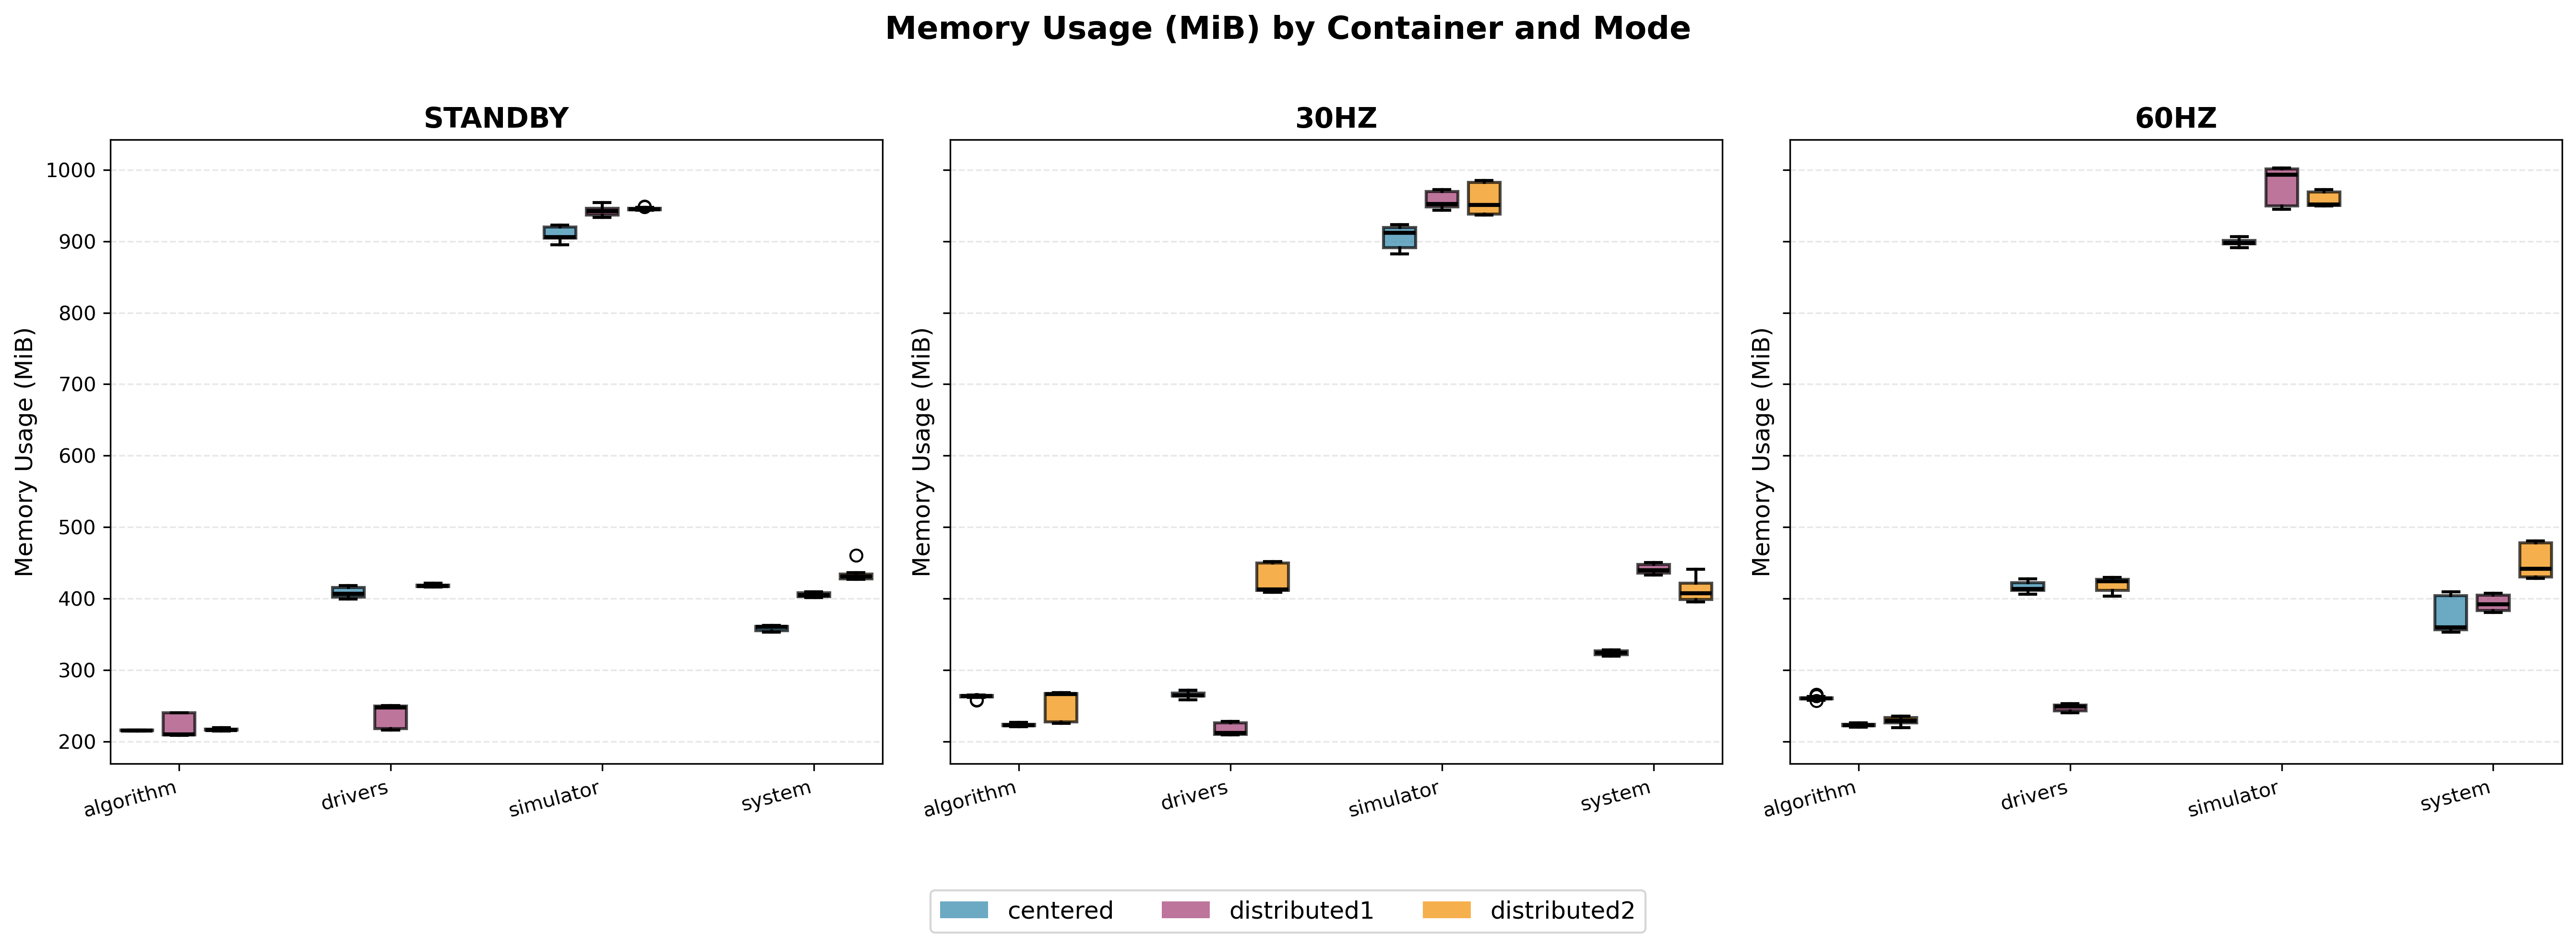 Memory Usage (MiB) by Container and Mode
STANDBY
30HZ
60HZ
Memory Usage (MiB)
1000
900
800
700
600
500
400
300
200
algorithm
drivers
simulator
system
Memory Usage (MiB)
algorithm
drivers
simulator
system
Memory Usage (MiB)
algorithm
drivers
simulator
system
centered
distributed1
distributed2